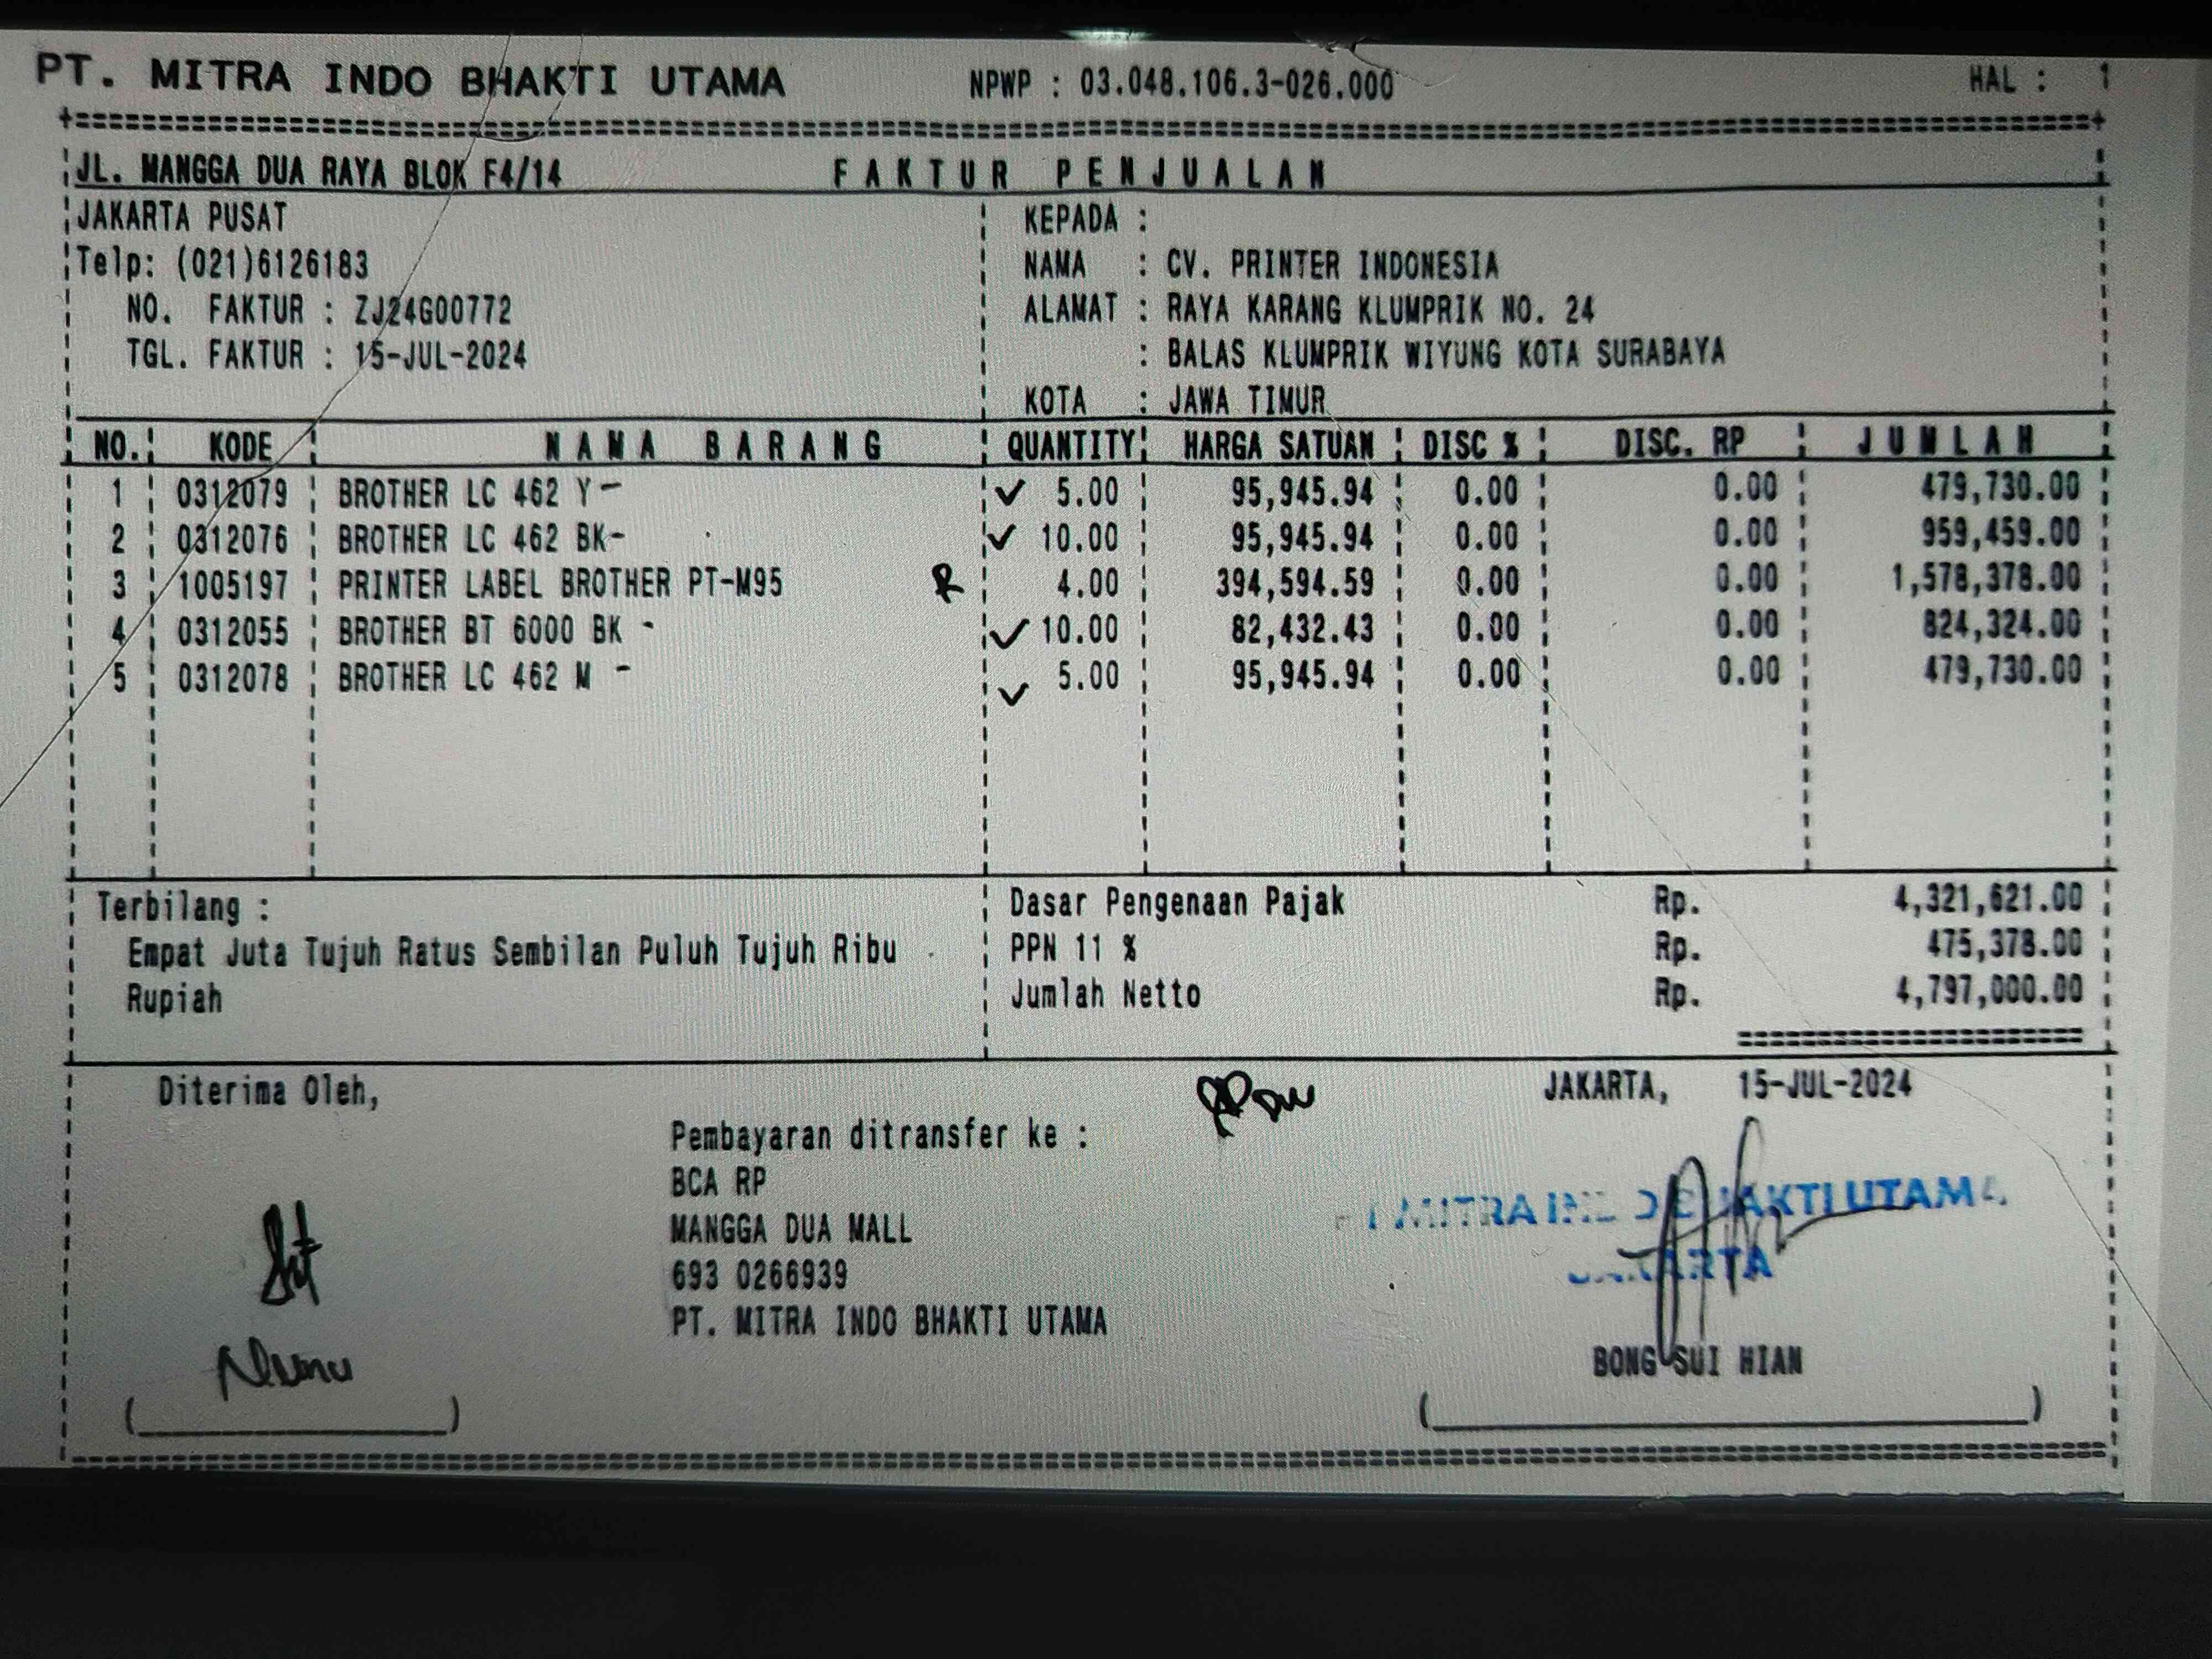 PT. MITRA INDO BHAKTI UTAMA NPWP : 03.048.106.3-026.000 HAL : 1
JL. MANGGA DUA RAYA BLOK F4/14 FAKTUR PENJUALAN
JAKARTA PUSAT KEPADA :
Telp: (021)6126183 NAMA : CV. PRINTER INDONESIA
NO. FAKTUR : ZJ24G00772 ALAMAT : RAYA KARANG KLUMPRIK NO. 24
TGL. FAKTUR : 15-JUL-2024 : BALAS KLUMPRIK WIYUNG KOTA SURABAYA
KOTA : JAWA TIMUR
NO. KODE NAMA BARANG QUANTITY HARGA SATUAN DISC % DISC. RP JUMLAH
1 0312079 BROTHER LC 462 Y - ✓ 5.00 95,945.94 0.00 0.00 479,730.00
2 0312076 BROTHER LC 462 BK - ✓ 10.00 95,945.94 0.00 0.00 959,459.00
3 1005197 PRINTER LABEL BROTHER PT-M95 R 4.00 394,594.59 0.00 0.00 1,578,378.00
4 0312055 BROTHER BT 6000 BK - ✓ 10.00 82,432.43 0.00 0.00 824,324.00
5 0312078 BROTHER LC 462 M - ✓ 5.00 95,945.94 0.00 0.00 479,730.00
Terbilang : Dasar Pengenaan Pajak Rp. 4,321,621.00
Empat Juta Tujuh Ratus Sembilan Puluh Tujuh Ribu PPN 11 % Rp. 475,378.00
Rupiah Jumlah Netto Rp. 4,797,000.00
Diterima Oleh, JAKARTA, 15-JUL-2024
Pembayaran ditransfer ke :
BCA RP
MANGGA DUA MALL
693 0266939
PT. MITRA INDO BHAKTI UTAMA
BONG SUI HIAN